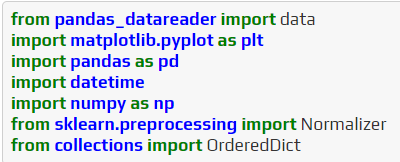 from pandas_datareader import data
import matplotlib.pyplot as plt
import pandas as pd
import datetime
import numpy as np
from sklearn.preprocessing import Normalizer
from collections import OrderedDict